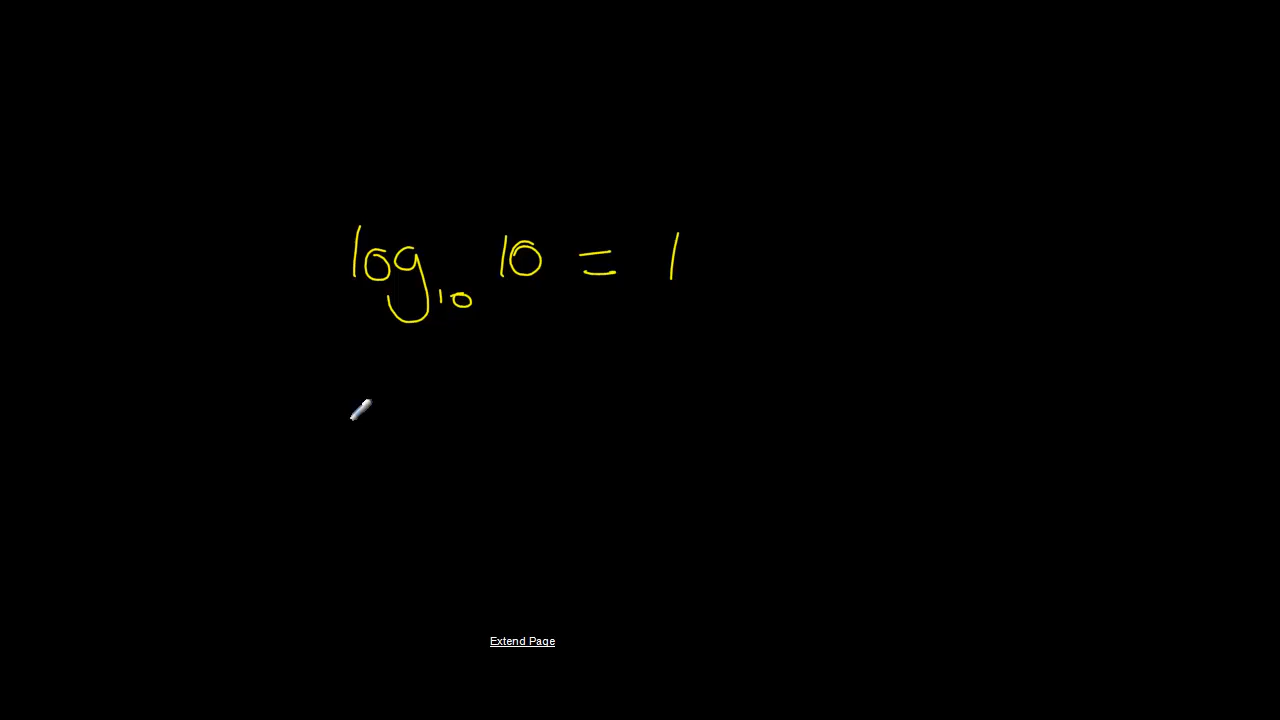 log₁₀ 10 = 1
Extend Page